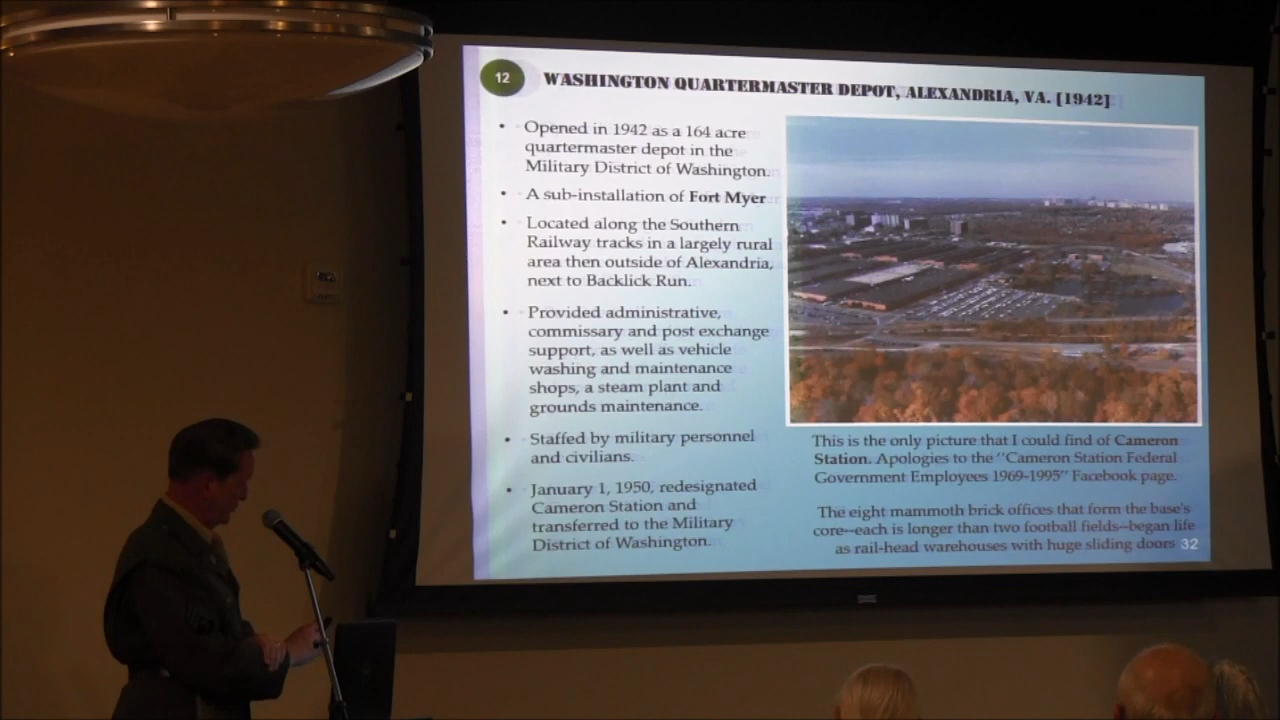 12
WASHINGTON QUARTERMASTER DEPOT, ALEXANDRIA, VA. [1942]
• Opened in 1942 as a 164 acre
quartermaster depot in the
Military District of Washington.
• A sub-installation of Fort Myer
• Located along the Southern
Railway tracks in a largely rural
area then outside of Alexandria,
next to Backlick Run.
• Provided administrative,
commissary and post exchange
support, as well as vehicle
washing and maintenance
shops, a steam plant and
grounds maintenance.
• Staffed by military personnel
and civilians.
• January 1, 1950, redesignated
Cameron Station and
transferred to the Military
District of Washington.
This is the only picture that I could find of Cameron
Station. Apologies to the "Cameron Station Federal
Government Employees 1969-1995" Facebook page.
The eight mammoth brick offices that form the base's
core--each is longer than two football fields--began life
as rail-head warehouses with huge sliding doors
32